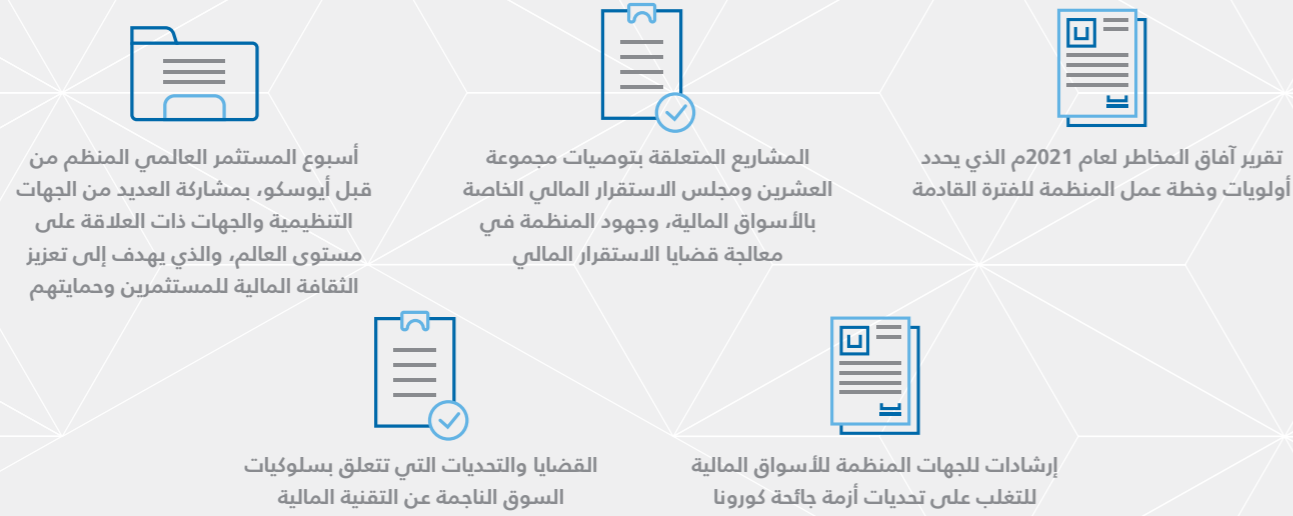 تقرير آفاق المخاطر لعام 2021م الذي يحدد
أولويات وخطة عمل المنظمة للفترة القادمة
المشاريع المتعلقة بتوصيات مجموعة
العشرين ومجلس الاستقرار المالي الخاصة
بالأسواق المالية، وجهود المنظمة في
معالجة قضايا الاستقرار المالي
أسبوع المستثمر العالمي المنظم من
قبل أيوسكو، بمشاركة العديد من الجهات
التنظيمية والجهات ذات العلاقة على
مستوى العالم، والذي يهدف إلى تعزيز
الثقافة المالية للمستثمرين وحمايتهم
إرشادات للجهات المنظمة للأسواق المالية
للتغلب على تحديات أزمة جائحة كورونا
القضايا والتحديات التي تتعلق بسلوكيات
السوق الناجمة عن التقنية المالية